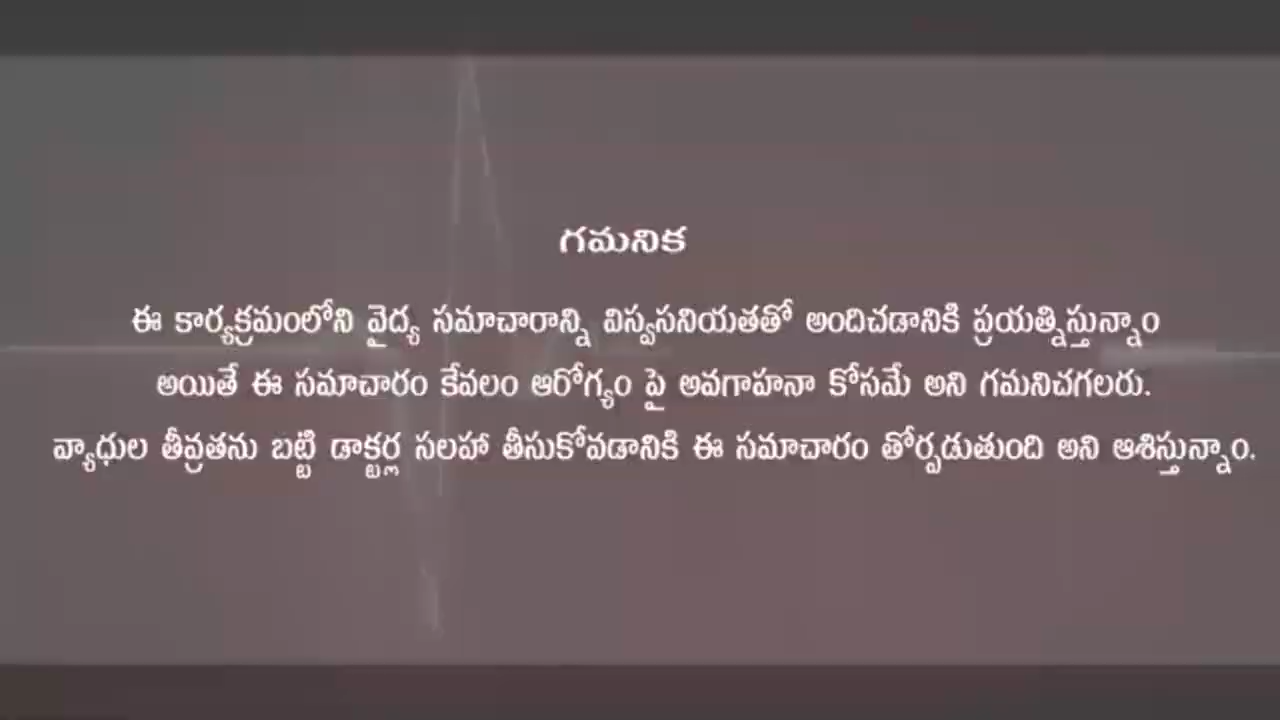 గమనిక
ఈ కార్యక్రమంలోని వైద్య సమాచారాన్ని విస్వసనియతతో అందిచడానికి ప్రయత్నిస్తున్నాం
అయితే ఈ సమాచారం కేవలం ఆరోగ్యం పై అవగాహనా కోసమే అని గమనిచగలరు.
వ్యాధుల తీవ్రతను బట్టి డాక్టర్ల సలహా తీసుకోవడానికి ఈ సమాచారం తోర్పడుతుంది అని ఆశిస్తున్నాం.